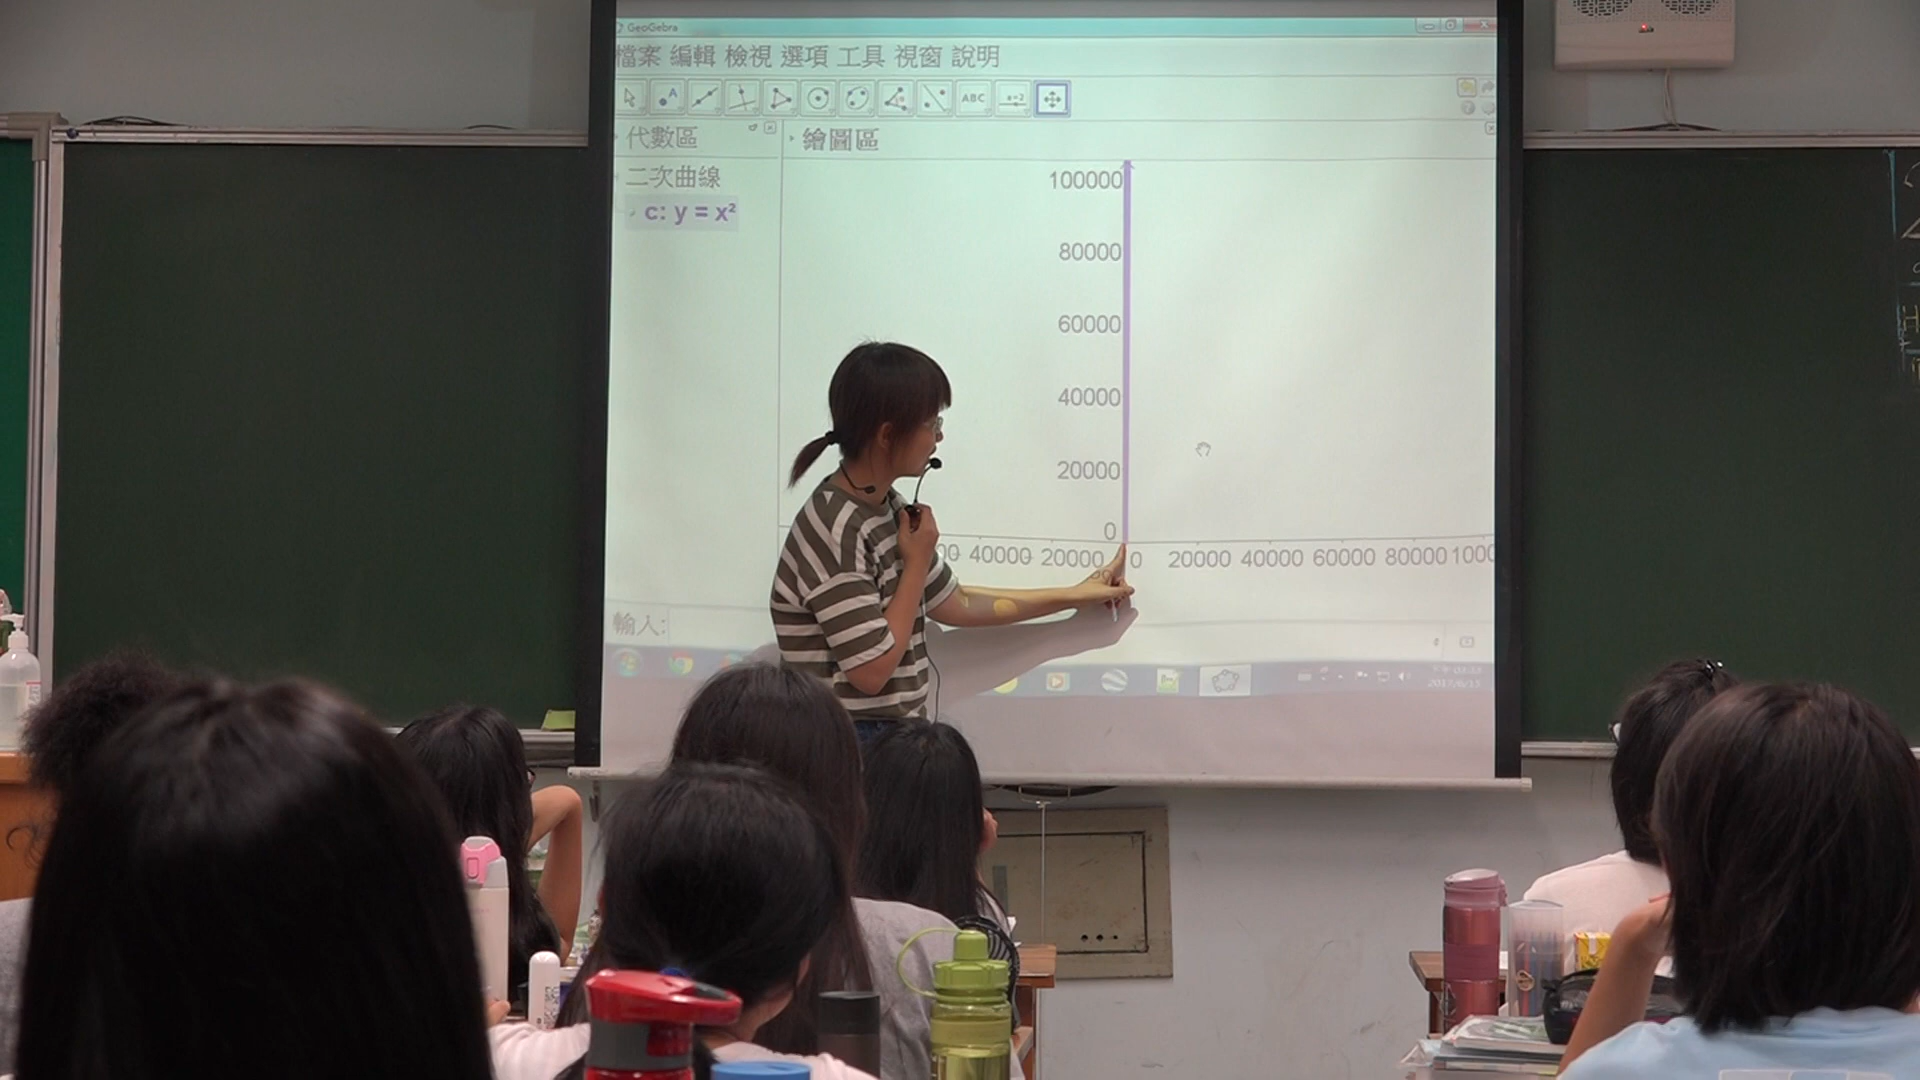 GeoGebra
檔案 編輯 檢視 選項 工具 視窗 說明
A
ABC
a=2
代數區
繪圖區
二次曲線
c: y = x²
100000
80000
60000
40000
20000
0
40000 20000 0 20000 40000 60000 80000 1000
輸入: